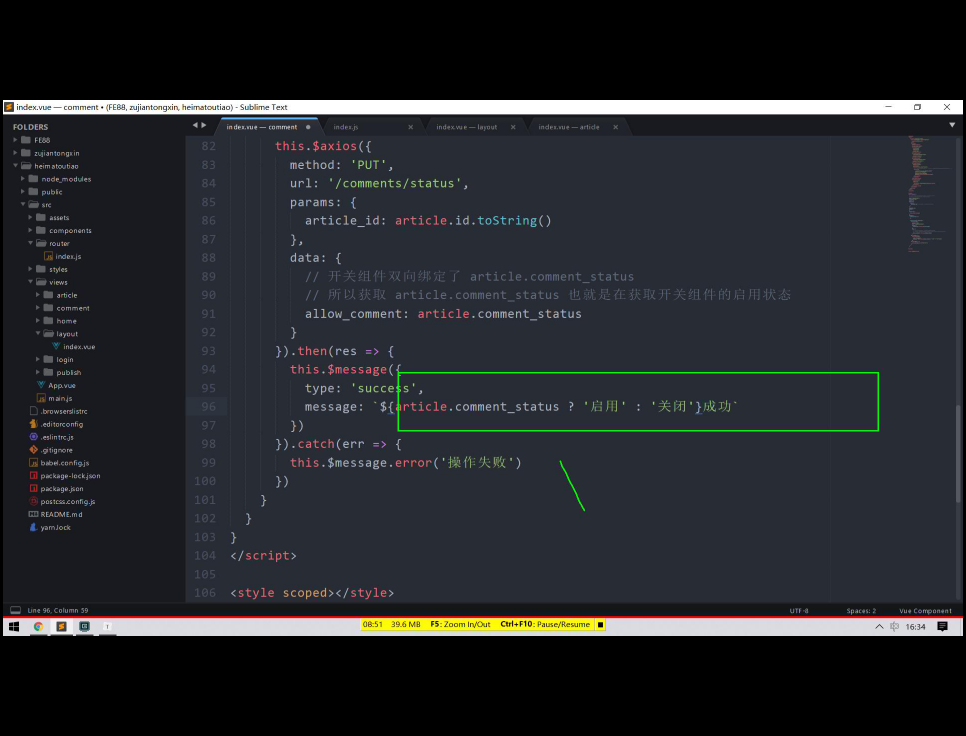 index.vue — comment • (FE88, zujiantongxin, heimatoutiao) - Sublime Text
FOLDERS
FE88
zujiantongxin
heimatoutiao
node_modules
public
src
assets
components
router
index.js
styles
views
article
comment
home
layout
index.vue
login
publish
App.vue
main.js
.browserslistrc
.editorconfig
.eslintrc.js
.gitignore
babel.config.js
package-lock.json
package.json
postcss.config.js
README.md
yarn.lock
index.vue — comment
index.js
index.vue — layout
index.vue — article
82 this.$axios({
83 method: 'PUT',
84 url: '/comments/status',
85 params: {
86 article_id: article.id.toString()
87 },
88 data: {
89 // 开关组件双向绑定了 article.comment_status
90 // 所以获取 article.comment_status 也就是在获取开关组件的启用状态
91 allow_comment: article.comment_status
92 }
93 }).then(res => {
94 this.$message({
95 type: 'success',
96 message: `${article.comment_status ? '启用' : '关闭'}成功`
97 })
98 }).catch(err => {
99 this.$message.error('操作失败')
100 })
101 }
102 }
103 }
104 </script>
105
106 <style scoped></style>
Line 96, Column 59
UTF-8
Spaces: 2
Vue Component
08:51 39.6 MB F5: Zoom In/Out Ctrl+F10: Pause/Resume
16:34